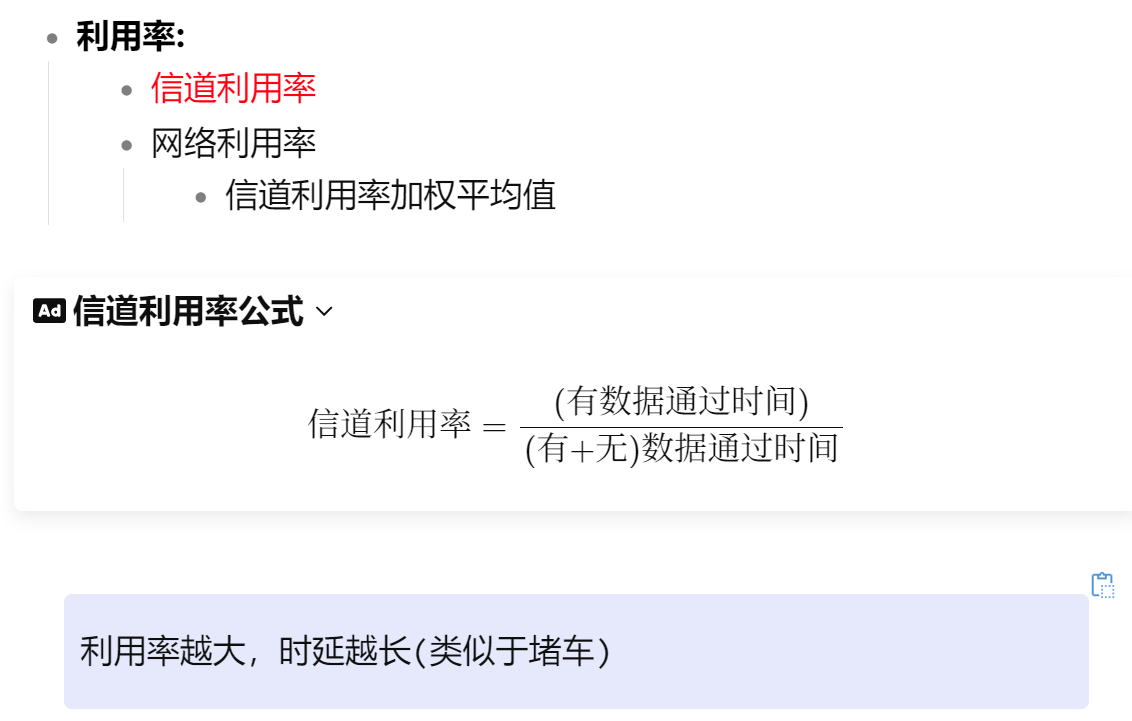 利用率:
信道利用率
网络利用率
信道利用率加权平均值
Ad 信道利用率公式
信道利用率 = (有数据通过时间) / (有+无)数据通过时间
利用率越大，时延越长(类似于堵车)